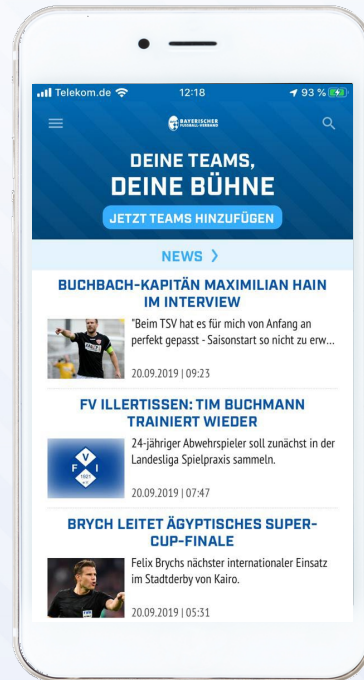 Telekom.de 12:18 93 %
BAYERISCHER
FUSSBALL-VERBAND
DEINE TEAMS,
DEINE BÜHNE
JETZT TEAMS HINZUFÜGEN
NEWS
BUCHBACH-KAPITÄN MAXIMILIAN HAIN
IM INTERVIEW
"Beim TSV hat es für mich von Anfang an
perfekt gepasst - Saisonstart so nicht zu erw...
20.09.2019 | 09:23
FV ILLERTISSEN: TIM BUCHMANN
TRAINIERT WIEDER
24-jähriger Abwehrspieler soll zunächst in der
Landesliga Spielpraxis sammeln.
F V I
1921
20.09.2019 | 07:47
BRYCH LEITET ÄGYPTISCHES SUPER-
CUP-FINALE
Felix Brychs nächster internationaler Einsatz
im Stadtderby von Kairo.
20.09.2019 | 05:31